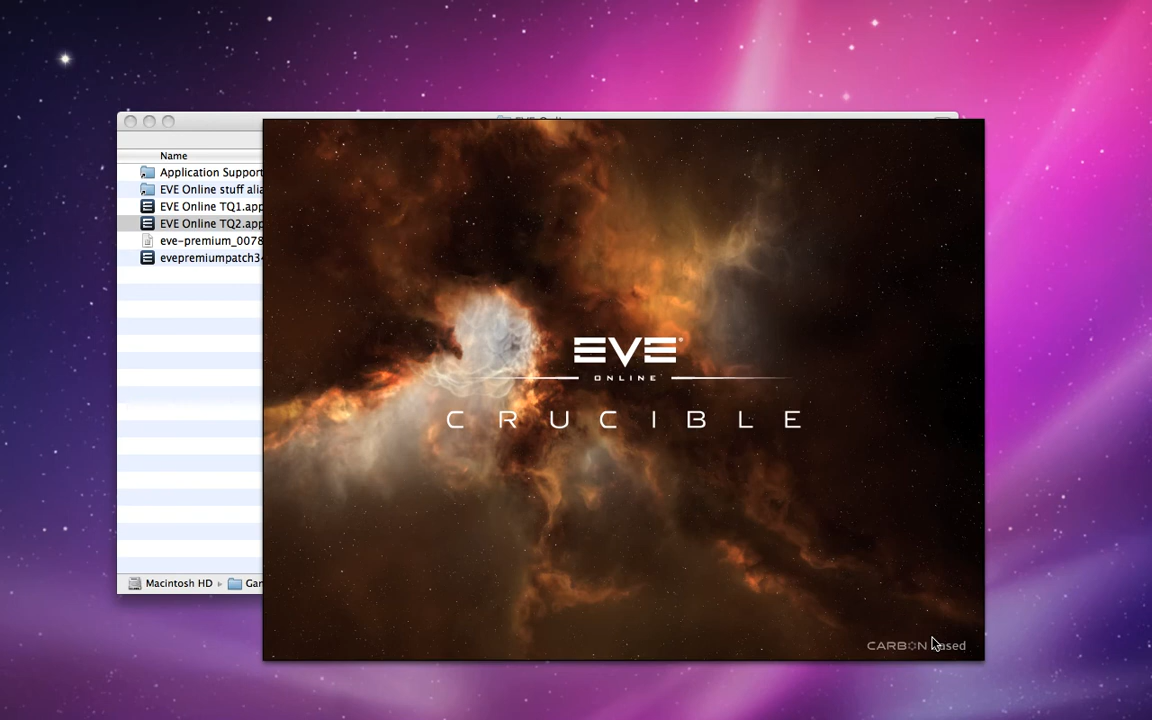 Name
Application Support
EVE Online stuff alia
EVE Online TQ1.app
EVE Online TQ2.app
eve-premium_0078
evepremiumpatch34
EVE
ONLINE
CRUCIBLE
Macintosh HD
Gar
CARBON based